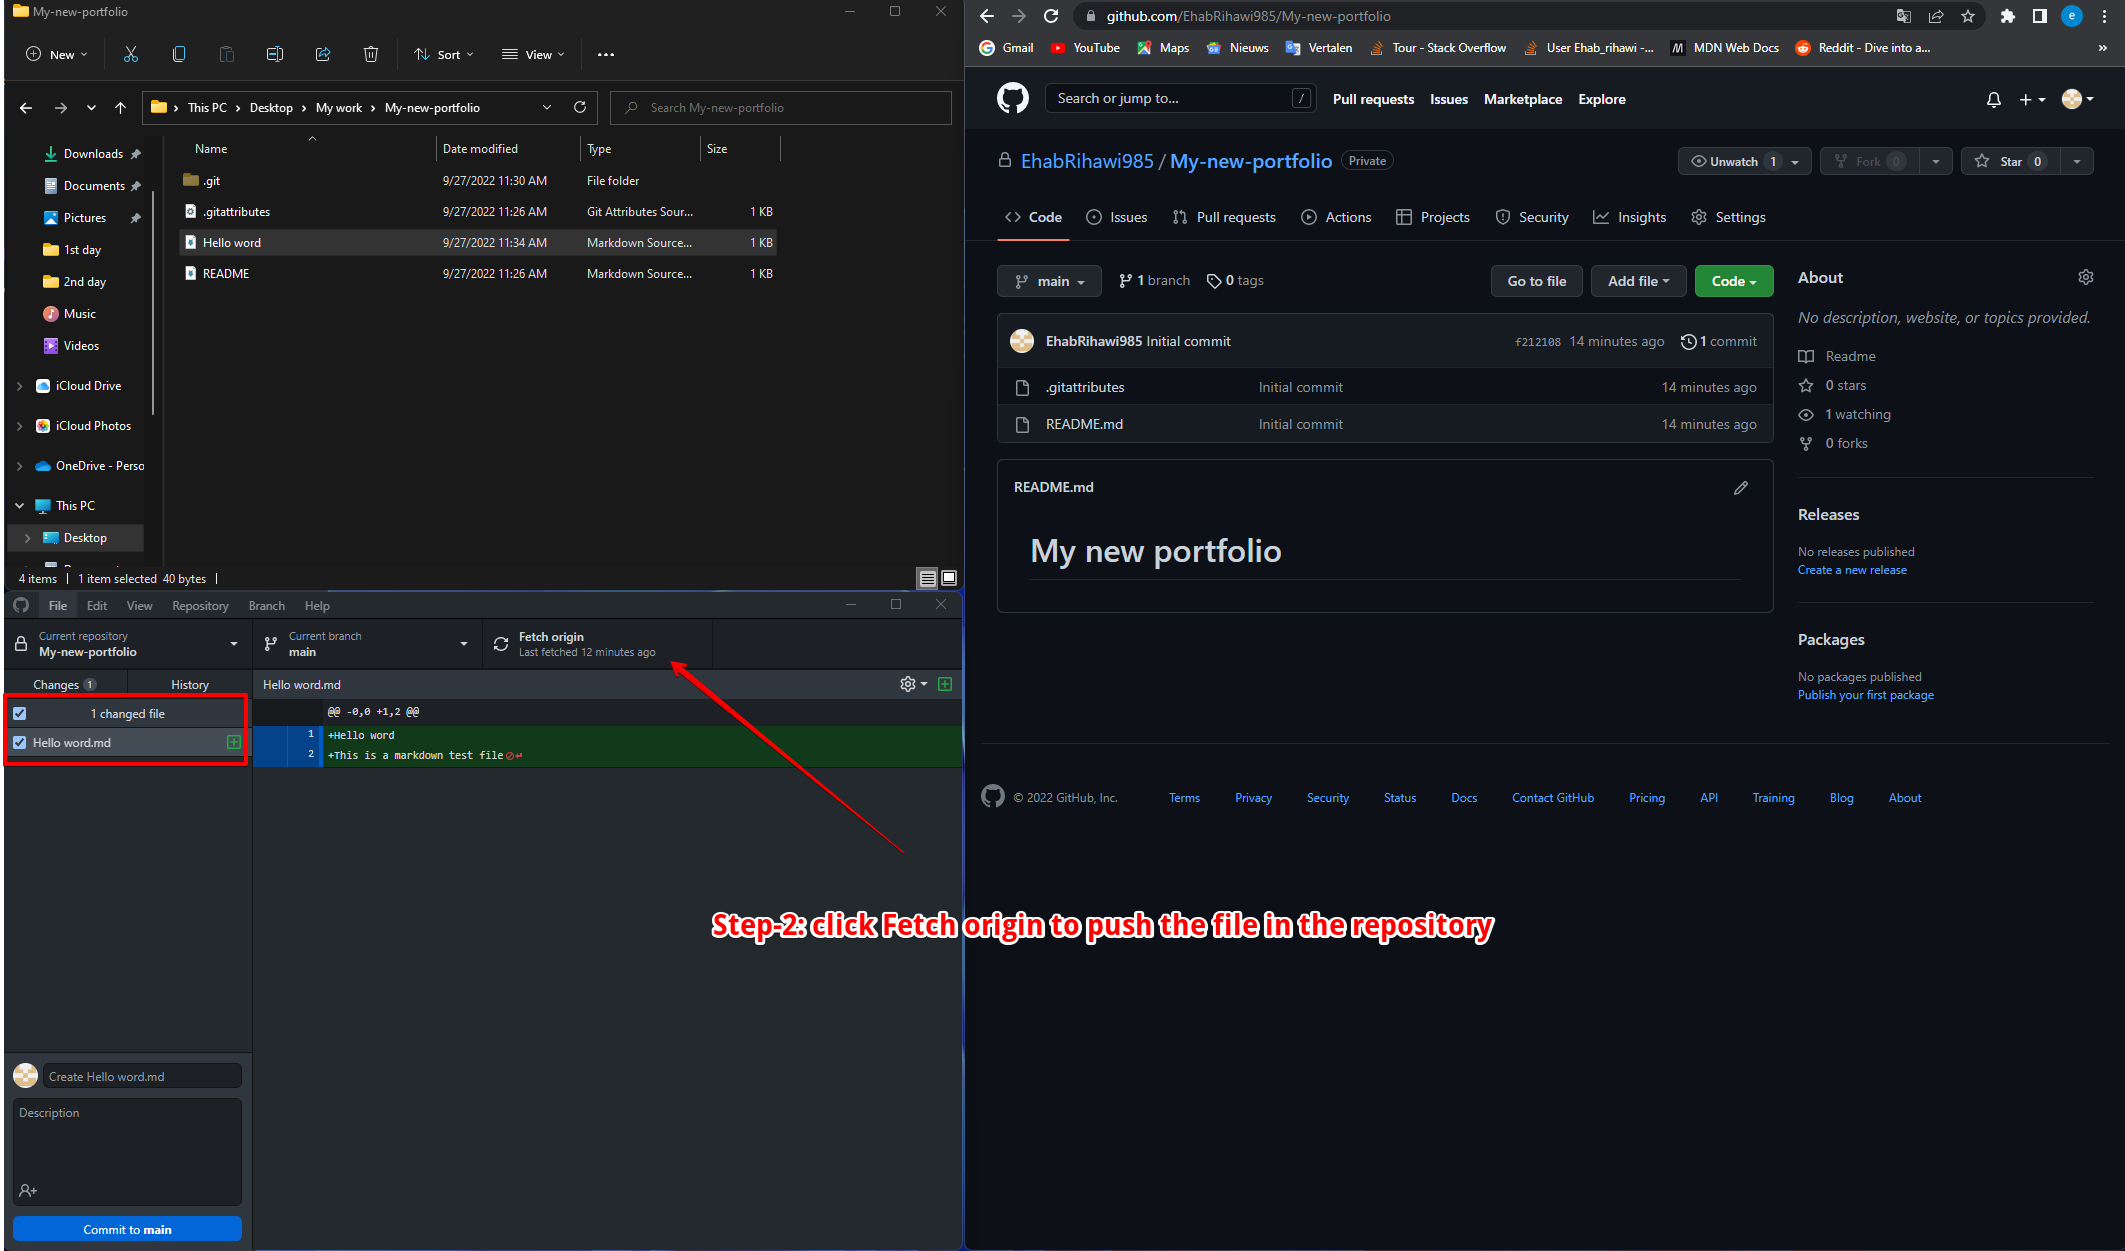 My-new-portfolio
New Sort View
This PC > Desktop > My work > My-new-portfolio
Search My-new-portfolio
Downloads
Documents
Pictures
1st day
2nd day
Music
Videos
iCloud Drive
iCloud Photos
OneDrive - Perso
This PC
Desktop
Name Date modified Type Size
.git 9/27/2022 11:30 AM File folder
.gitattributes 9/27/2022 11:26 AM Git Attributes Sour... 1 KB
Hello word 9/27/2022 11:34 AM Markdown Source... 1 KB
README 9/27/2022 11:26 AM Markdown Source... 1 KB
4 items 1 item selected 40 bytes
File Edit View Repository Branch Help
Current repository
My-new-portfolio
Current branch
main
Fetch origin
Last fetched 12 minutes ago
Changes 1 History
1 changed file
Hello word.md
Hello word.md
@@ -0,0 +1,2 @@
1 +Hello word
2 +This is a markdown test file
Create Hello word.md
Description
Commit to main
Step-2: click Fetch origin to push the file in the repository
github.com/EhabRihawi985/My-new-portfolio
e
Gmail YouTube Maps Nieuws Vertalen Tour - Stack Overflow User Ehab_rihawi -... MDN Web Docs Reddit - Dive into a... »
Search or jump to... /
Pull requests Issues Marketplace Explore
EhabRihawi985 / My-new-portfolio Private
Unwatch 1 Fork 0 Star 0
Code Issues Pull requests Actions Projects Security Insights Settings
main 1 branch 0 tags
Go to file Add file Code
EhabRihawi985 Initial commit f212108 14 minutes ago 1 commit
.gitattributes Initial commit 14 minutes ago
README.md Initial commit 14 minutes ago
README.md
My new portfolio
About
No description, website, or topics provided.
Readme
0 stars
1 watching
0 forks
Releases
No releases published
Create a new release
Packages
No packages published
Publish your first package
© 2022 GitHub, Inc. Terms Privacy Security Status Docs Contact GitHub Pricing API Training Blog About